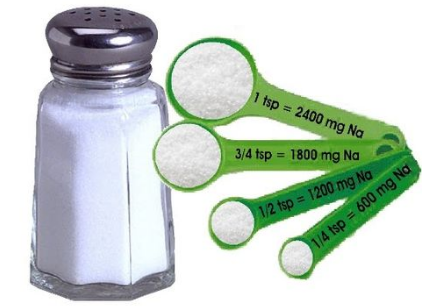 1 tsp = 2400 mg Na
3/4 tsp = 1800 mg Na
1/2 tsp = 1200 mg Na
1/4 tsp = 600 mg Na